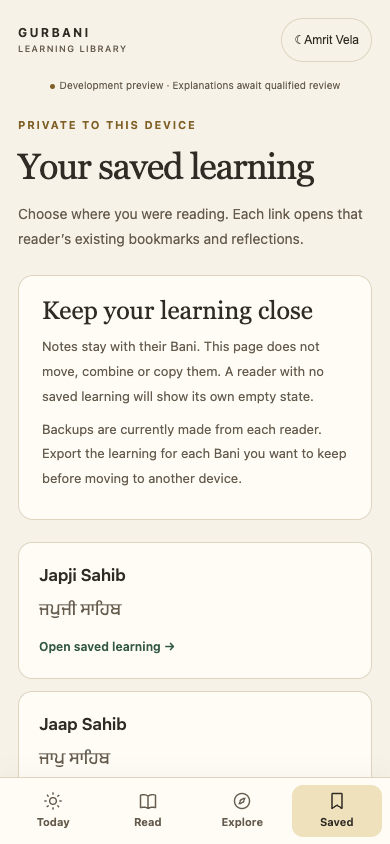 GURBANI
LEARNING LIBRARY
☾ Amrit Vela
Development preview · Explanations await qualified review
PRIVATE TO THIS DEVICE
Your saved learning
Choose where you were reading. Each link opens that
reader’s existing bookmarks and reflections.
Keep your learning close
Notes stay with their Bani. This page does not
move, combine or copy them. A reader with no
saved learning will show its own empty state.
Backups are currently made from each reader.
Export the learning for each Bani you want to keep
before moving to another device.
Japji Sahib
ਜਪੁਜੀ ਸਾਹਿਬ
Open saved learning →
Jaap Sahib
ਜਾਪੁ ਸਾਹਿਬ
Today
Read
Explore
Saved